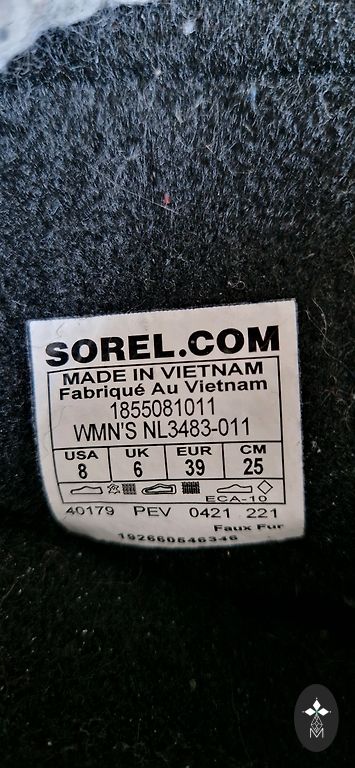 SOREL.COM
MADE IN VIETNAM
Fabriqué Au Vietnam
1855081011
WMN'S NL3483-011
USA UK EUR CM
8 6 39 25
ECA-10
40179 PEV 0421 221
Faux Fur
192660646346
M